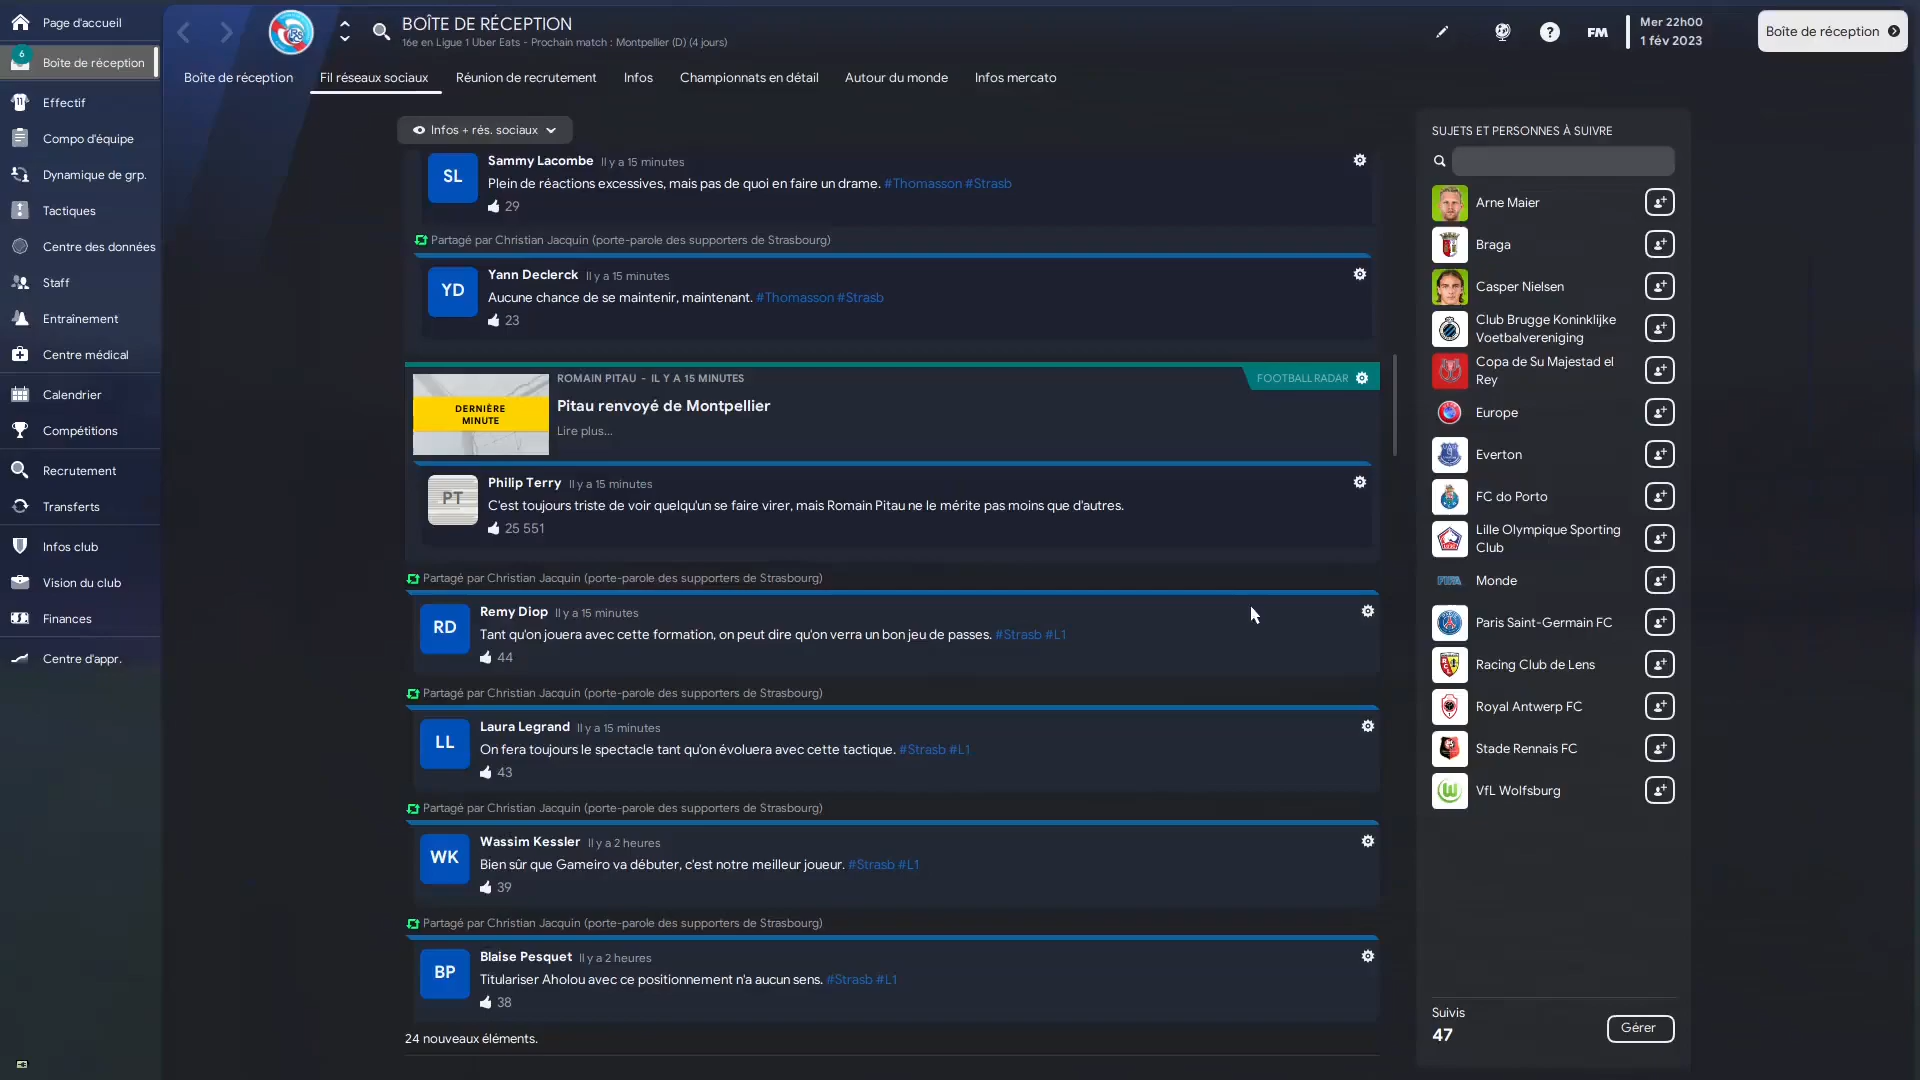 Page d'accueil
6
Boîte de réception
Effectif
Compo d'équipe
Dynamique de grp.
Tactiques
Centre des données
Staff
Entraînement
Centre médical
Calendrier
Compétitions
Recrutement
Transferts
Infos club
Vision du club
Finances
Centre d'appr.
BOÎTE DE RÉCEPTION
16e en Ligue 1 Uber Eats - Prochain match : Montpellier (D) (4 jours)
FM
Mer 22h00
1 fév 2023
Boîte de réception
Boîte de réception
Fil réseaux sociaux
Réunion de recrutement
Infos
Championnats en détail
Autour du monde
Infos mercato
Infos + rés. sociaux
SL
Sammy Lacombe Il y a 15 minutes
Plein de réactions excessives, mais pas de quoi en faire un drame. #Thomasson #Strasb
29
Partagé par Christian Jacquin (porte-parole des supporters de Strasbourg)
YD
Yann Declerck Il y a 15 minutes
Aucune chance de se maintenir, maintenant. #Thomasson #Strasb
23
DERNIÈRE
MINUTE
ROMAIN PITAU - IL Y A 15 MINUTES
FOOTBALL RADAR
Pitau renvoyé de Montpellier
Lire plus...
PT
Philip Terry Il y a 15 minutes
C'est toujours triste de voir quelqu'un se faire virer, mais Romain Pitau ne le mérite pas moins que d'autres.
25 551
Partagé par Christian Jacquin (porte-parole des supporters de Strasbourg)
RD
Remy Diop Il y a 15 minutes
Tant qu'on jouera avec cette formation, on peut dire qu'on verra un bon jeu de passes. #Strasb #L1
44
Partagé par Christian Jacquin (porte-parole des supporters de Strasbourg)
LL
Laura Legrand Il y a 15 minutes
On fera toujours le spectacle tant qu'on évoluera avec cette tactique. #Strasb #L1
43
Partagé par Christian Jacquin (porte-parole des supporters de Strasbourg)
WK
Wassim Kessler Il y a 2 heures
Bien sûr que Gameiro va débuter, c'est notre meilleur joueur. #Strasb #L1
39
Partagé par Christian Jacquin (porte-parole des supporters de Strasbourg)
BP
Blaise Pesquet Il y a 2 heures
Titulariser Aholou avec ce positionnement n'a aucun sens. #Strasb #L1
38
24 nouveaux éléments.
SUJETS ET PERSONNES À SUIVRE
Arne Maier
Braga
Casper Nielsen
Club Brugge Koninklijke
Voetbalvereniging
Copa de Su Majestad el
Rey
Europe
Everton
FC do Porto
Lille Olympique Sporting
Club
FIFA
Monde
Paris Saint-Germain FC
Racing Club de Lens
Royal Antwerp FC
Stade Rennais FC
VfL Wolfsburg
Suivis
47
Gérer